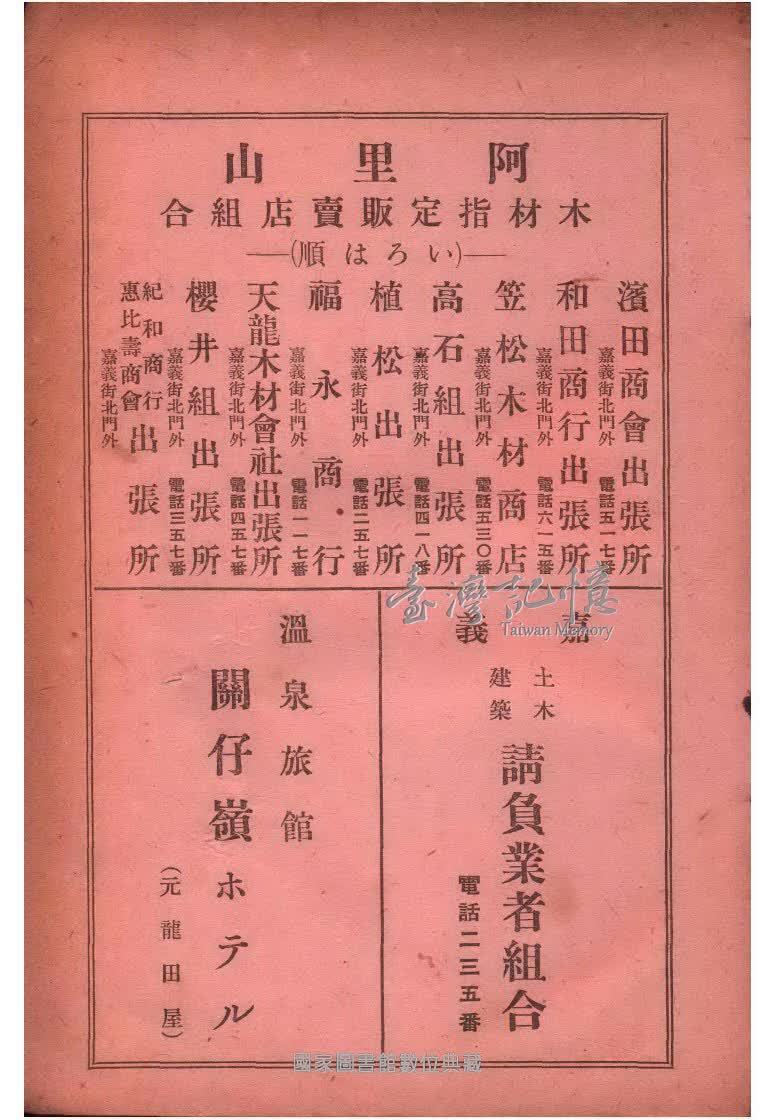 阿里山
木材指定販賣店組合
(いろは順)
濱田商會出張所
嘉義街北門外 電話五一七番
和田商行出張所
嘉義街北門外 電話六一五番
笠松木材商店
嘉義街北門外 電話五三〇番
高石組出張所
嘉義街北門外 電話四一八番
植松出張所
嘉義街北門外 電話二五七番
福永商行
嘉義街北門外 電話一一七番
天龍木材會社出張所
嘉義街北門外 電話四五七番
櫻井組出張所
嘉義街北門外 電話三五七番
紀和商行
惠比壽商會
出張所
嘉義街北門外
嘉義
土木
建築
請負業者組合
電話二三五番
溫泉旅館
關仔嶺ホテル
(元龍田屋)
臺灣記憶
Taiwan Memory
國家圖書館數位典藏